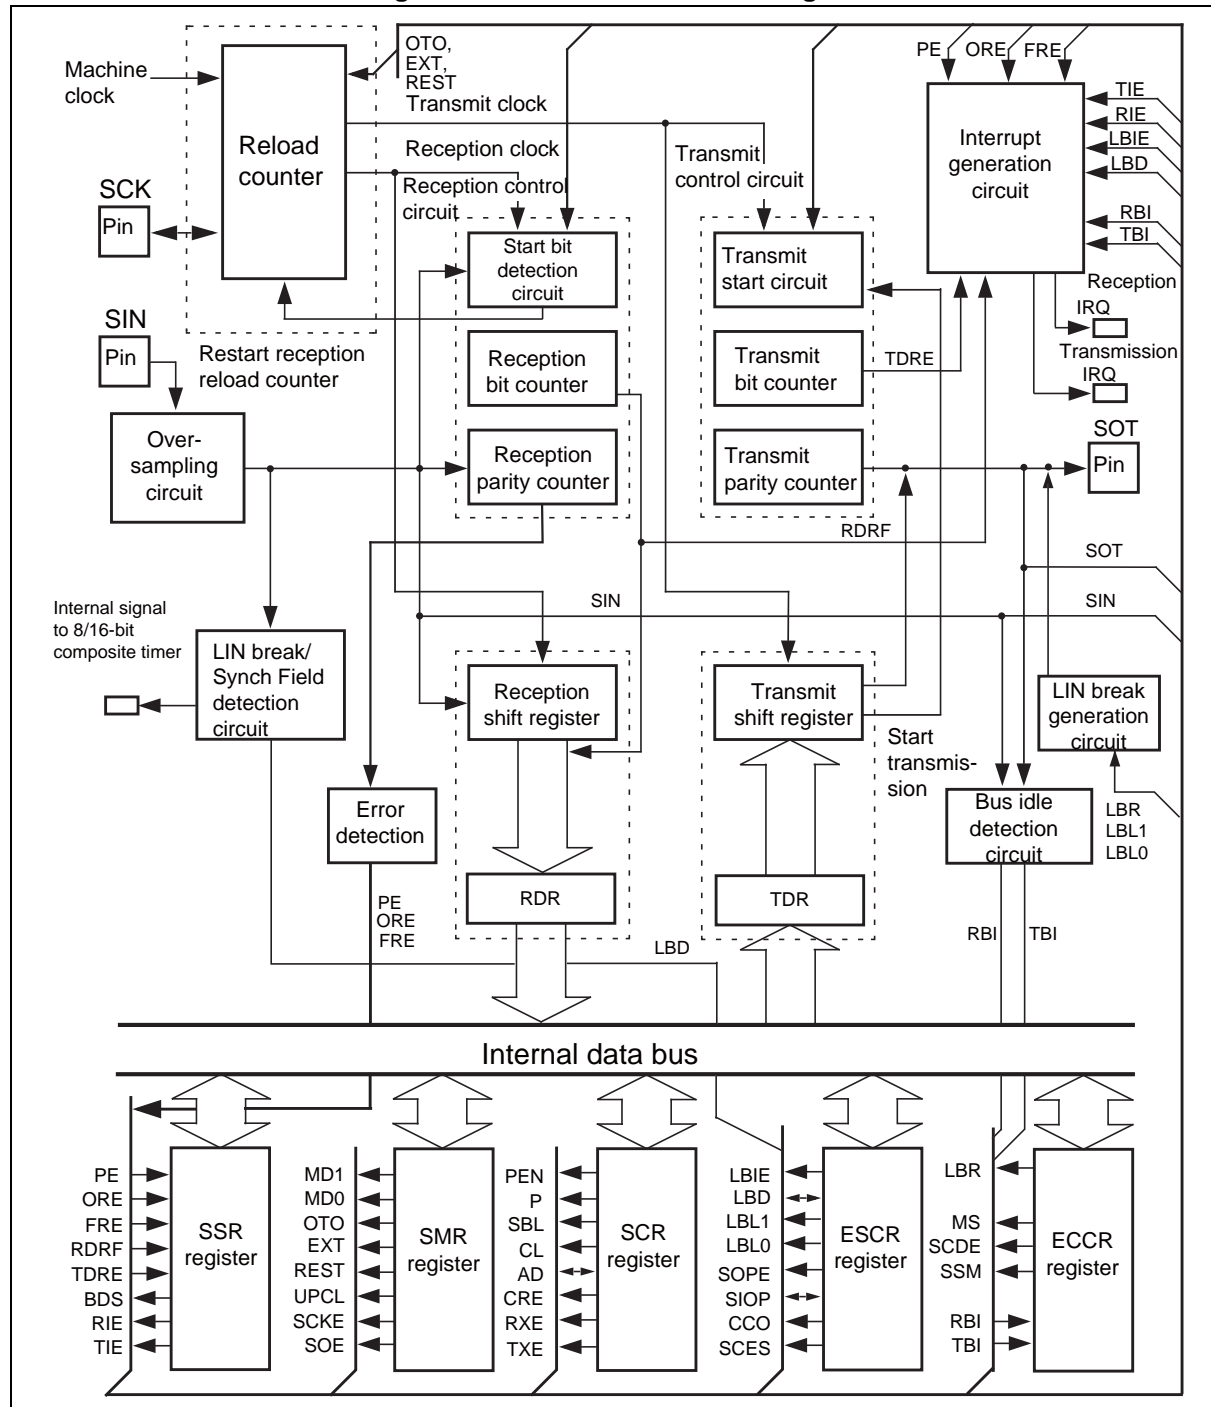 OTO,
EXT,
REST
Machine
clock
Reload
counter
Transmit clock
Reception clock
Reception control
circuit
Transmit
control circuit
PE
ORE
FRE
Interrupt
generation
circuit
TIE
RIE
LBIE
LBD
RBI
TBI
Reception
IRQ
Transmission
IRQ
SCK
Pin
SIN
Pin
Restart reception
reload counter
Start bit
detection
circuit
Reception
bit counter
Reception
parity counter
Transmit
start circuit
Transmit
bit counter
Transmit
parity counter
TDRE
RDRF
SOT
Pin
Over-
sampling
circuit
SOT
SIN
SIN
Internal signal
to 8/16-bit
composite timer
LIN break/
Synch Field
detection
circuit
Reception
shift register
Transmit
shift register
Start
transmis-
sion
LIN break
generation
circuit
Error
detection
Bus idle
detection
circuit
LBR
LBL1
LBL0
RDR
TDR
PE
ORE
FRE
LBD
RBI
TBI
Internal data bus
PE
ORE
FRE
RDRF
TDRE
BDS
RIE
TIE
SSR
register
MD1
MD0
OTO
EXT
REST
UPCL
SCKE
SOE
SMR
register
PEN
P
SBL
CL
AD
CRE
RXE
TXE
SCR
register
LBIE
LBD
LBL1
LBL0
SOPE
SIOP
CCO
SCES
ESCR
register
LBR
MS
SCDE
SSM
RBI
TBI
ECCR
register